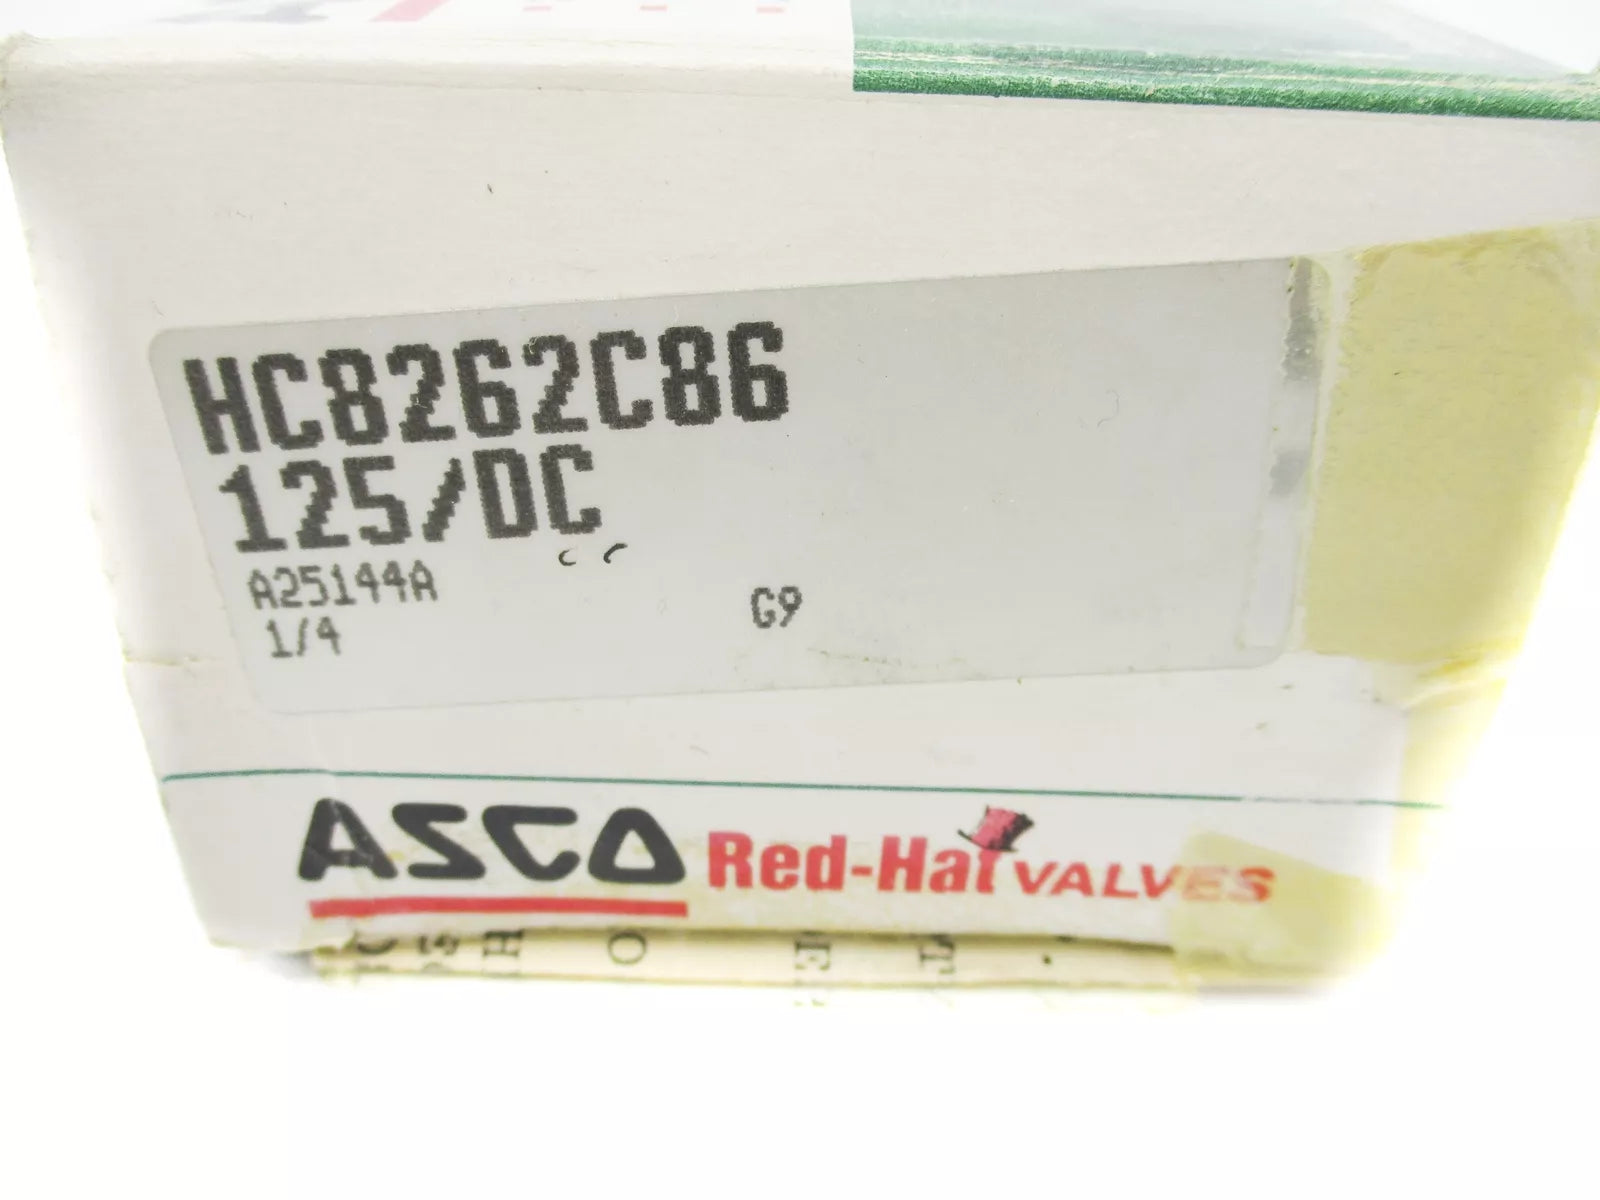 HC8262C86
125/DC
A25144A
1/4 G9
ASCO Red-Hat VALVES
H O E